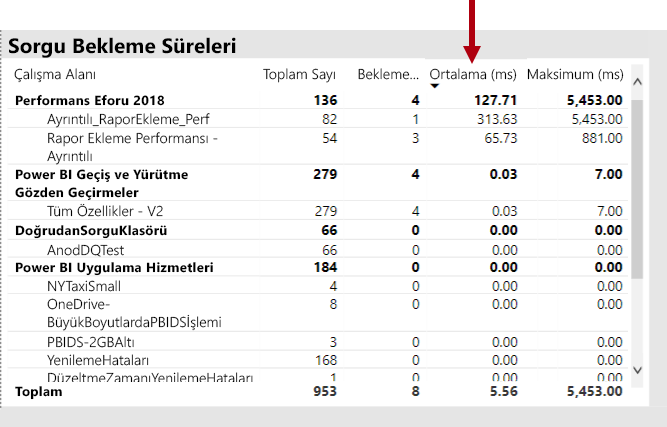 Sorgu Bekleme Süreleri
Çalışma Alanı Toplam Sayı Bekleme... Ortalama (ms) Maksimum (ms)
Performans Eforu 2018 136 4 127.71 5,453.00
Ayrıntılı_RaporEkleme_Perf 82 1 313.63 5,453.00
Rapor Ekleme Performansı - 54 3 65.73 881.00
Ayrıntılı
Power BI Geçiş ve Yürütme 279 4 0.03 7.00
Gözden Geçirmeler
Tüm Özellikler - V2 279 4 0.03 7.00
DoğrudanSorguKlasörü 66 0 0.00 0.00
AnodDQTest 66 0 0.00 0.00
Power BI Uygulama Hizmetleri 184 0 0.00 0.00
NYTaxiSmall 4 0 0.00 0.00
OneDrive- 8 0 0.00 0.00
BüyükBoyutlardaPBIDSİşlemi
PBIDS-2GBAltı 3 0 0.00 0.00
YenilemeHataları 168 0 0.00 0.00
DüzeltmeZamanıYenilemeHataları 1 0 0.00 0.00
Toplam 953 8 5.56 5,453.00